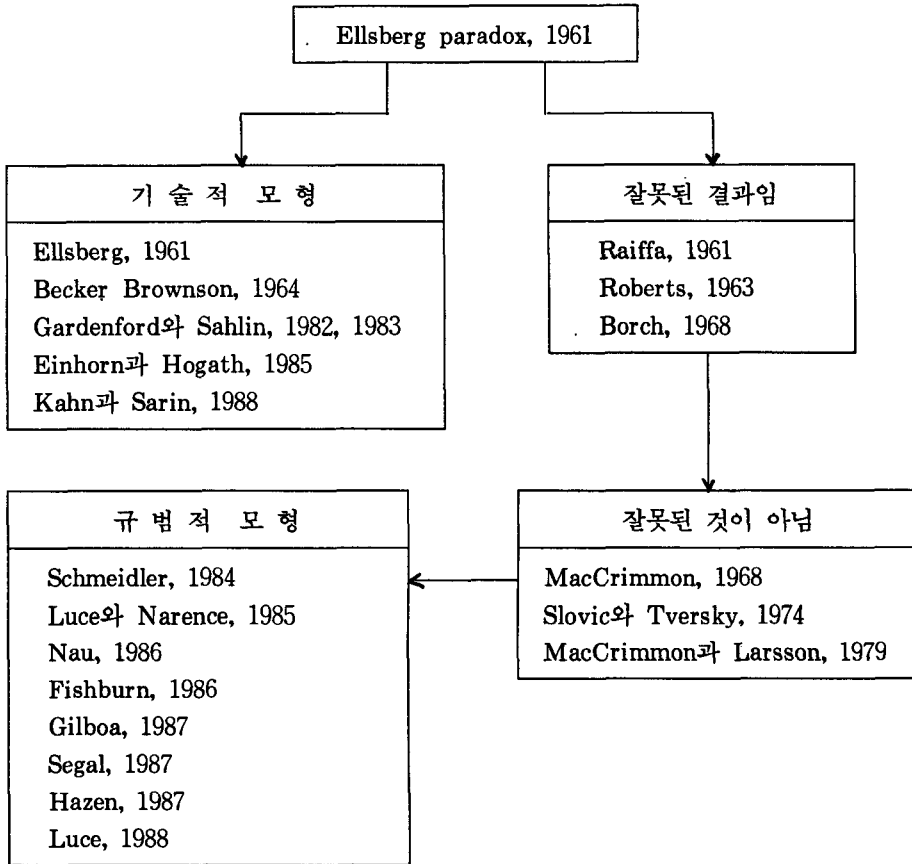 Ellsberg paradox, 1961
기 술 적 모 형
Ellsberg, 1961
Becker Brownson, 1964
Gardenford와 Sahlin, 1982, 1983
Einhorn과 Hogath, 1985
Kahn과 Sarin, 1988
잘못된 결과임
Raiffa, 1961
Roberts, 1963
Borch, 1968
규 범 적 모 형
Schmeidler, 1984
Luce와 Narence, 1985
Nau, 1986
Fishburn, 1986
Gilboa, 1987
Segal, 1987
Hazen, 1987
Luce, 1988
잘못된 것이 아님
MacCrimmon, 1968
Slovic와 Tversky, 1974
MacCrimmon과 Larsson, 1979